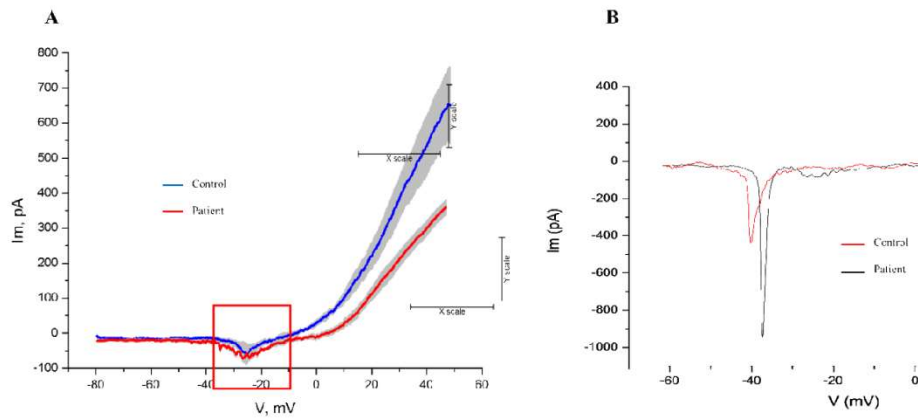 A
B
800
700
600
500
400
300
200
100
0
-100
Im, pA
-80
-60
-40
-20
0
20
40
60
V, mV
Control
Patient
X scale
Y scale
X scale
Y scale
400
200
0
-200
-400
-600
-800
-1000
Im (pA)
-60
-40
-20
0
V (mV)
Control
Patient